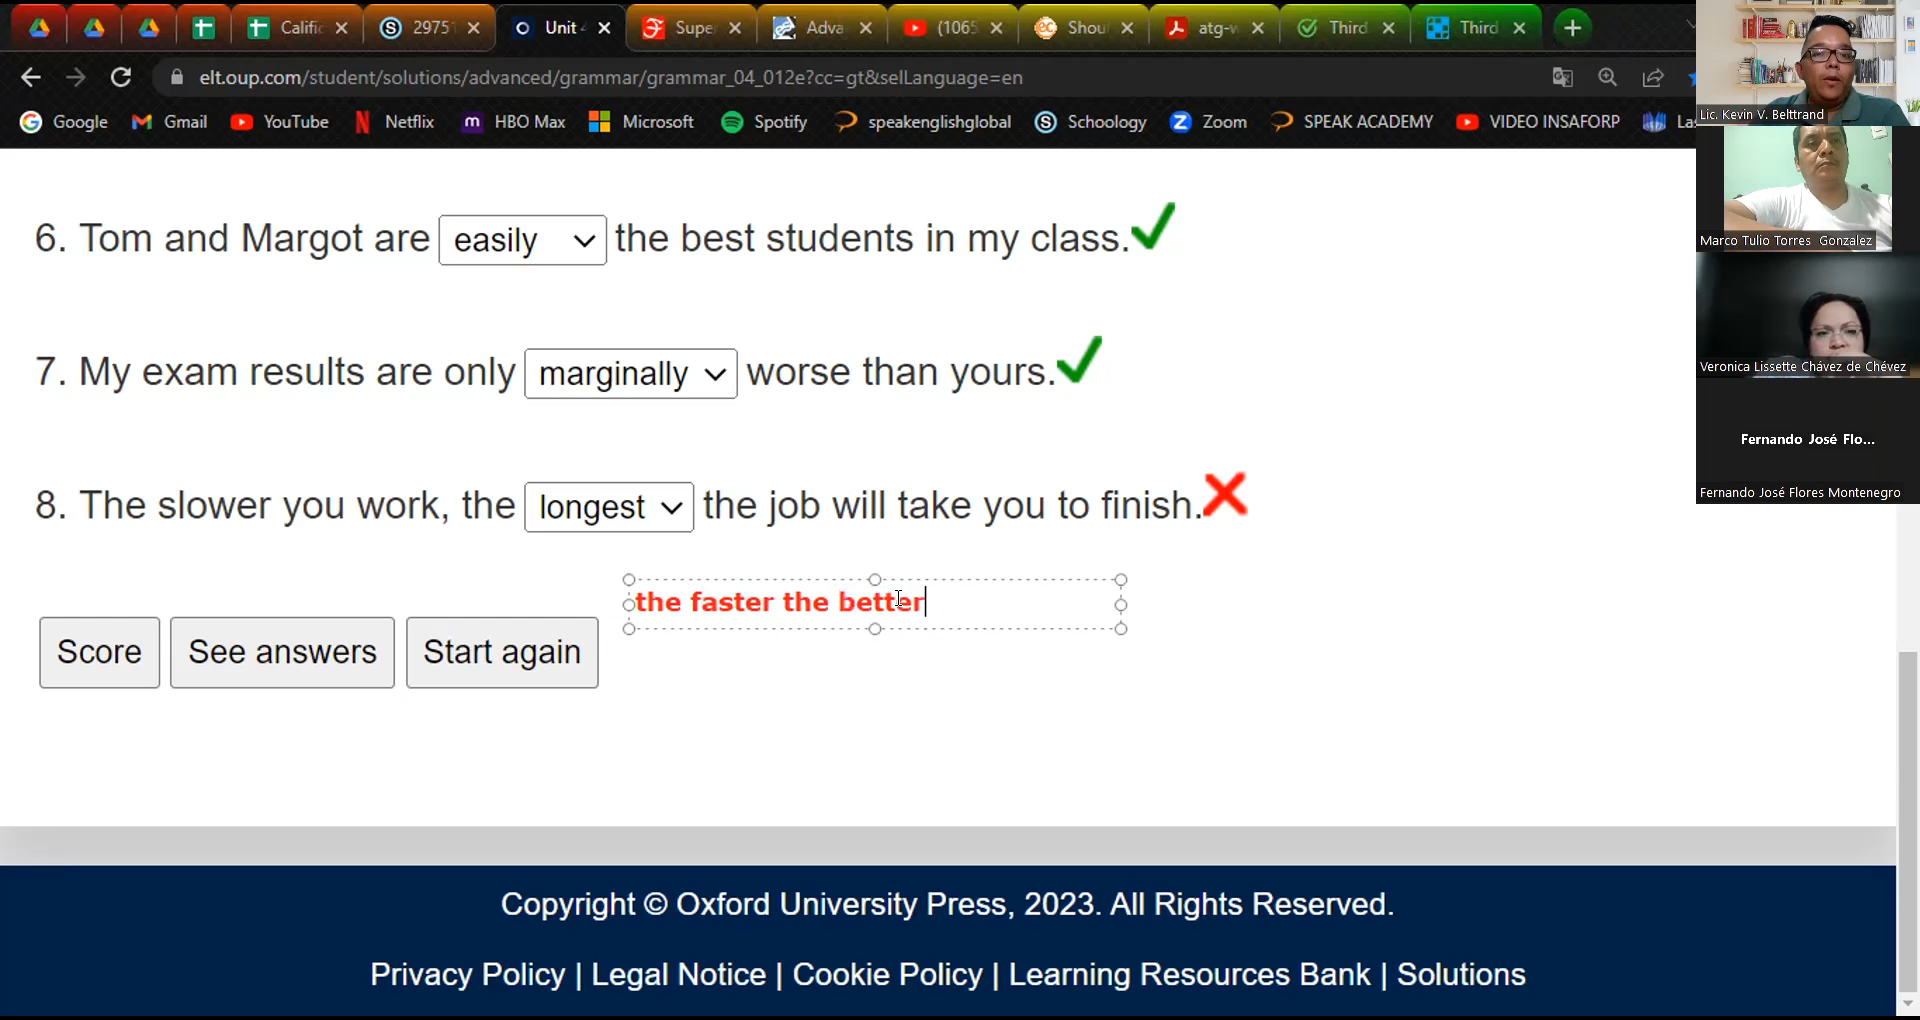 Calific
2975
Unit
Supe
Adva
(1065
Shou
atg-w
Third
Third
elt.oup.com/student/solutions/advanced/grammar/grammar_04_012e?cc=gt&selLanguage=en
Google
Gmail
YouTube
Netflix
HBO Max
Microsoft
Spotify
speakenglishglobal
Schoology
Zoom
SPEAK ACADEMY
VIDEO INSAFORP
Las
Lic. Kevin V. Belttrand
Marco Tulio Torres Gonzalez
Veronica Lissette Chávez de Chévez
Fernando José Flo...
Fernando José Flores Montenegro
6. Tom and Margot are easily the best students in my class.
7. My exam results are only marginally worse than yours.
8. The slower you work, the longest the job will take you to finish.
the faster the better
Score See answers Start again
Copyright © Oxford University Press, 2023. All Rights Reserved.
Privacy Policy | Legal Notice | Cookie Policy | Learning Resources Bank | Solutions